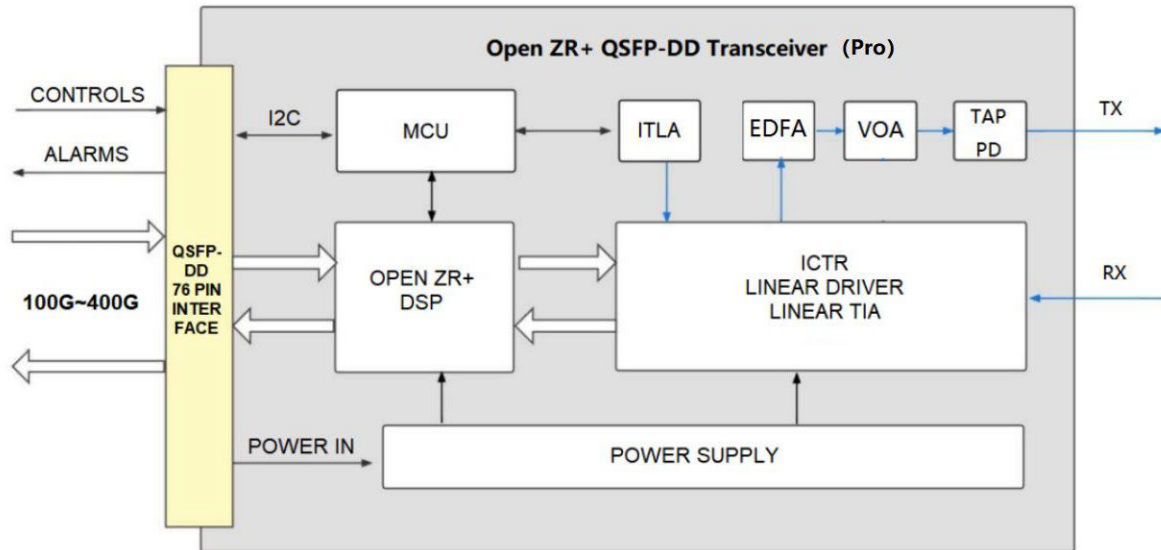 Open ZR+ QSFP-DD Transceiver（Pro）
CONTROLS
ALARMS
100G~400G
QSFP-
DD
76 PIN
INTER
FACE
I2C
MCU
ITLA
EDFA
VOA
TAP
PD
TX
OPEN ZR+
DSP
ICTR
LINEAR DRIVER
LINEAR TIA
RX
POWER IN
POWER SUPPLY